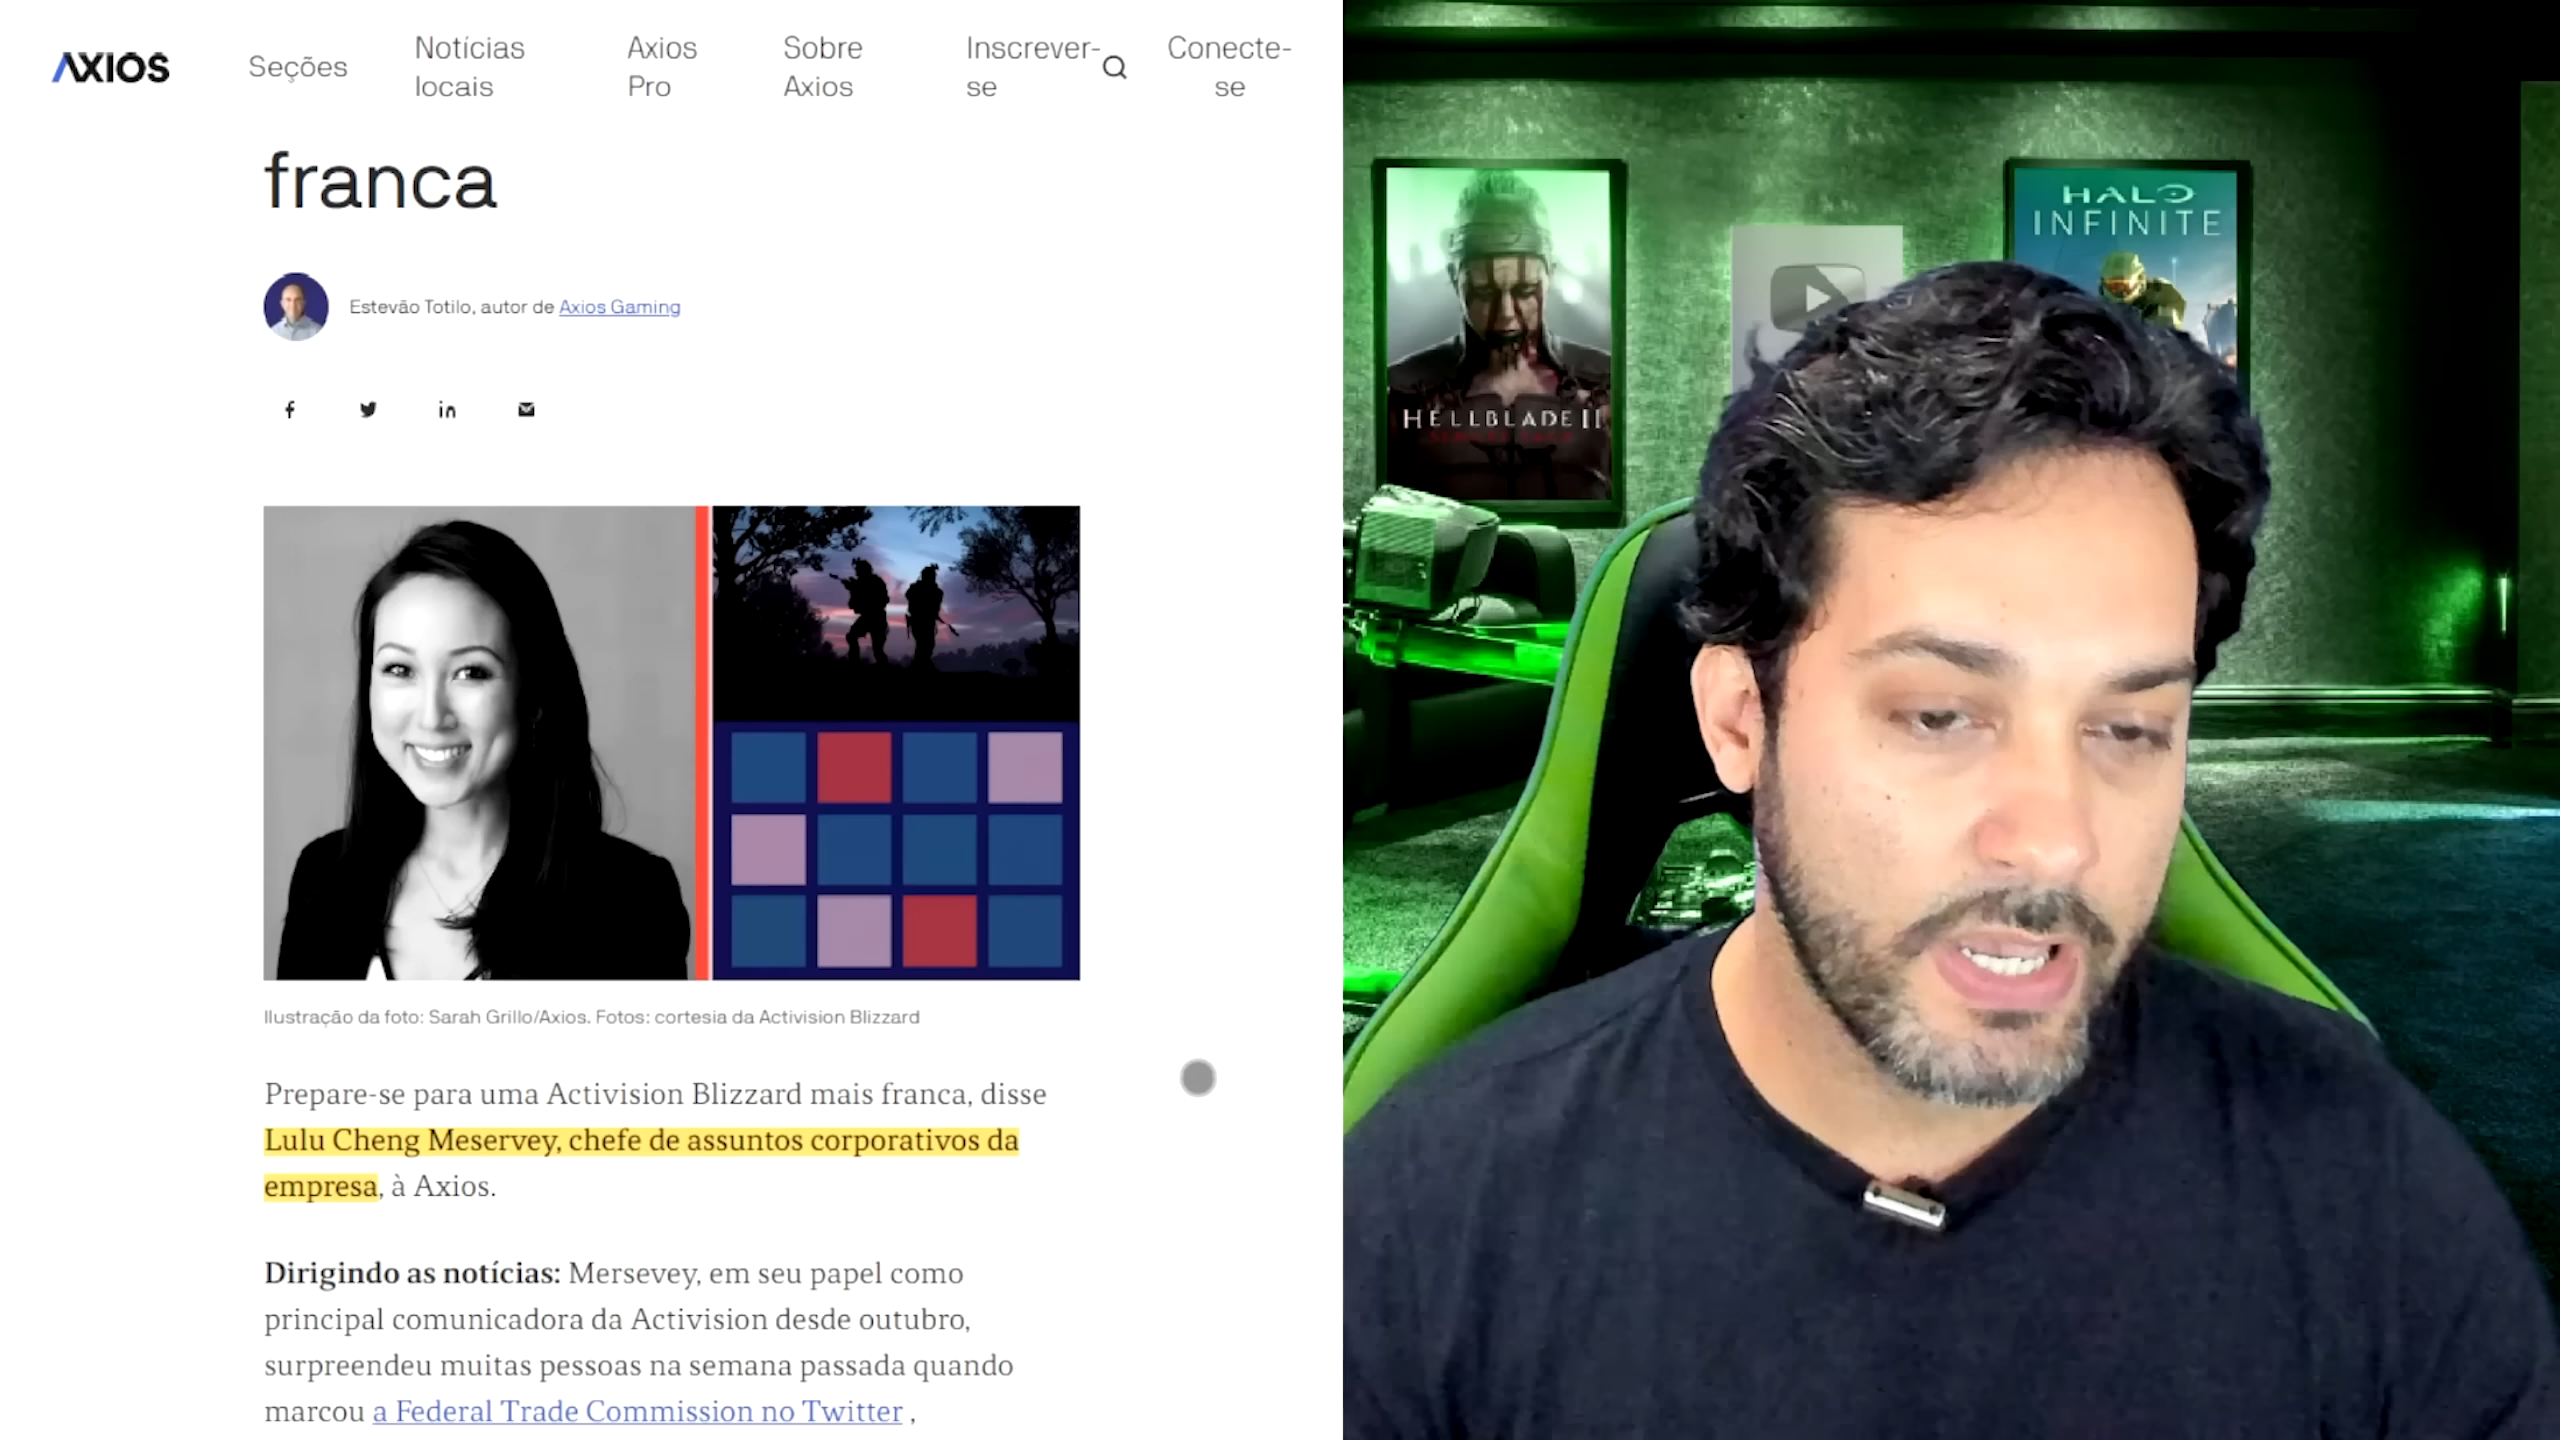 AXIOS
Seções
Notícias
locais
Axios
Pro
Sobre
Axios
Inscrever-
se
Conecte-
se
franca
Estevão Totilo, autor de Axios Gaming
Ilustração da foto: Sarah Grillo/Axios. Fotos: cortesia da Activision Blizzard
Prepare-se para uma Activision Blizzard mais franca, disse
Lulu Cheng Meservey, chefe de assuntos corporativos da
empresa, à Axios.
Dirigindo as notícias: Mersevey, em seu papel como
principal comunicadora da Activision desde outubro,
surpreendeu muitas pessoas na semana passada quando
marcou a Federal Trade Commission no Twitter ,
HELLBLADE II
HALO
INFINITE